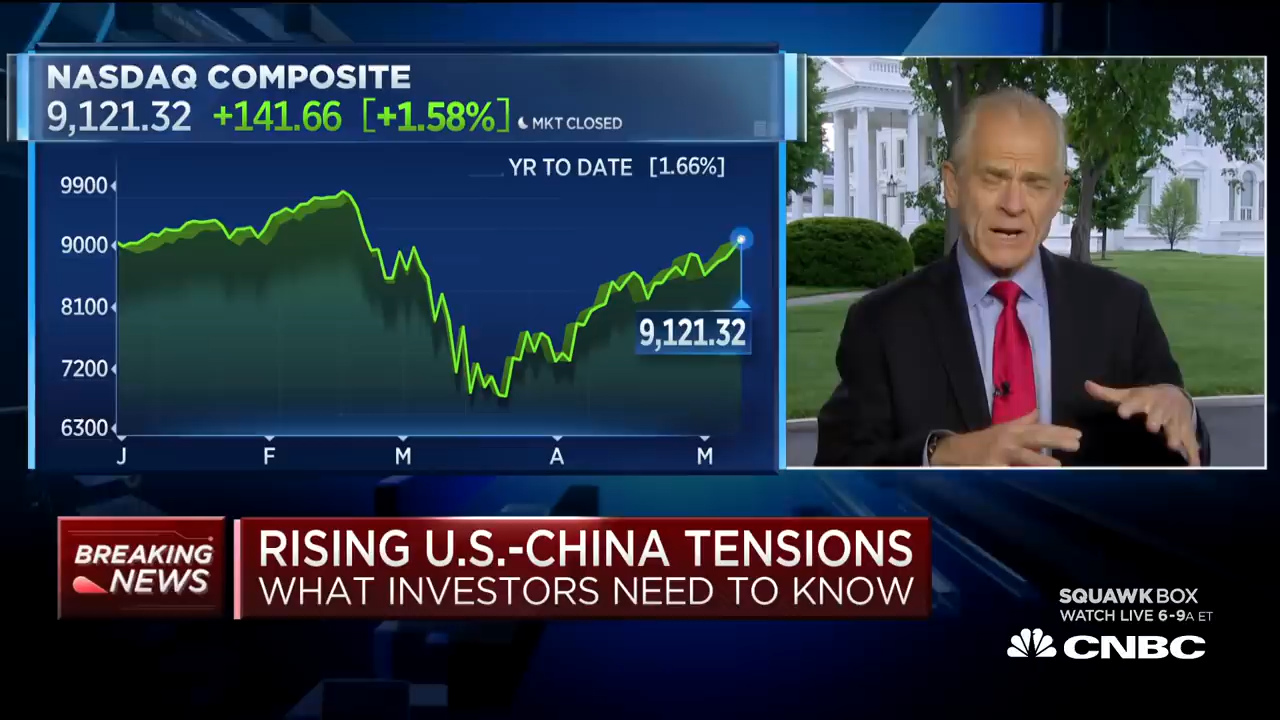 NASDAQ COMPOSITE
9,121.32 +141.66 [+1.58%] MKT CLOSED
YR TO DATE [1.66%]
9900
9000
8100
7200
6300
9,121.32
J F M A M
BREAKING NEWS
RISING U.S.-CHINA TENSIONS
WHAT INVESTORS NEED TO KNOW
SQUAWK BOX
WATCH LIVE 6-9A ET
CNBC